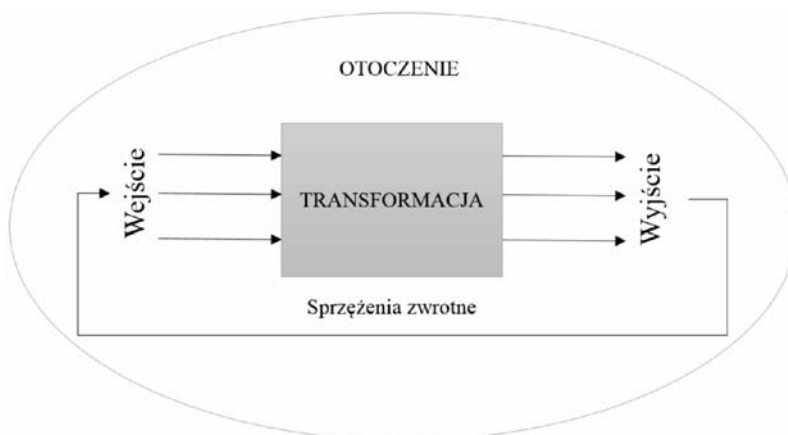 OTOCZENIE
Wejście
TRANSFORMACJA
Wyjście
Sprzężenia zwrotne